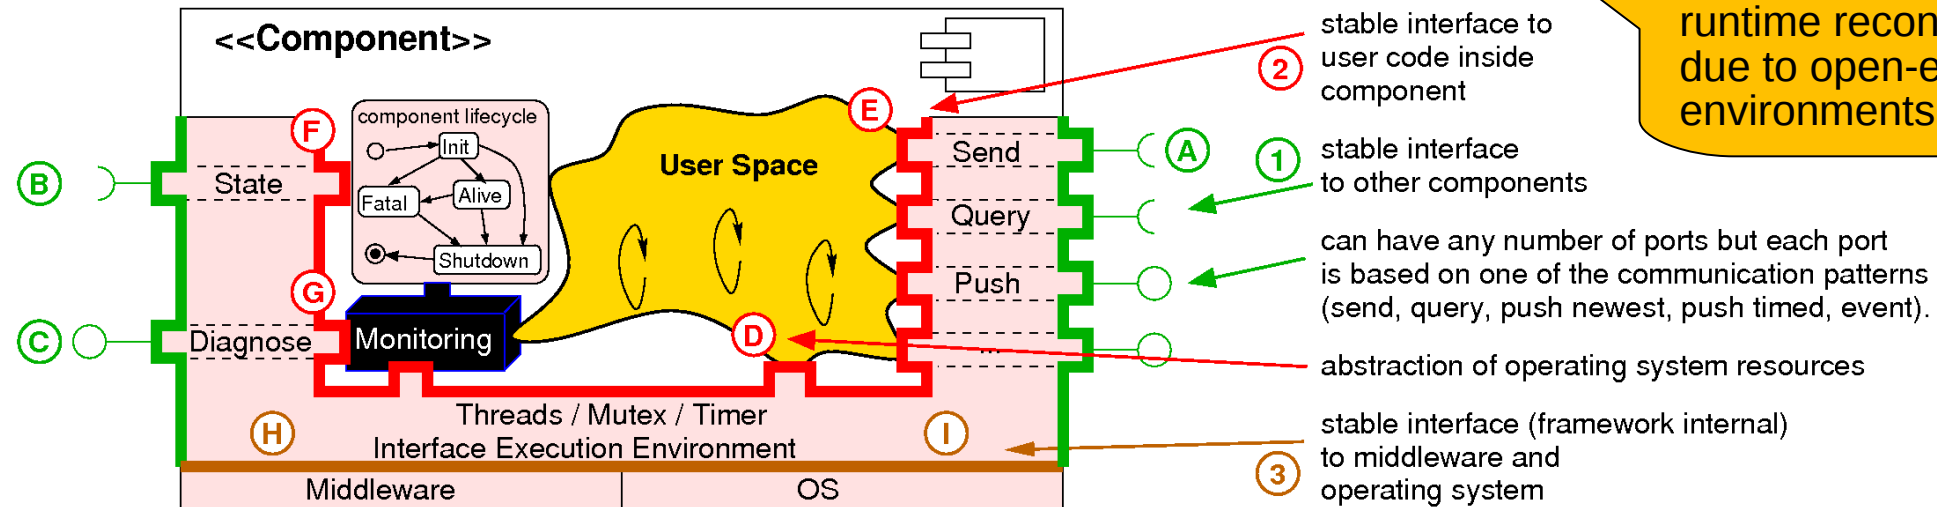 <<Component>>
component lifecycle
Init
Fatal
Alive
Shutdown
F
G
B
State
C
Diagnose
Monitoring
User Space
D
E
Send
Query
Push
...
A
H
Threads / Mutex / Timer
Interface Execution Environment
I
Middleware
OS
stable interface to
2 user code inside
component
1 stable interface
to other components
can have any number of ports but each port
is based on one of the communication patterns
(send, query, push newest, push timed, event).
abstraction of operating system resources
stable interface (framework internal)
3 to middleware and
operating system
runtime recon
due to open-e
environments